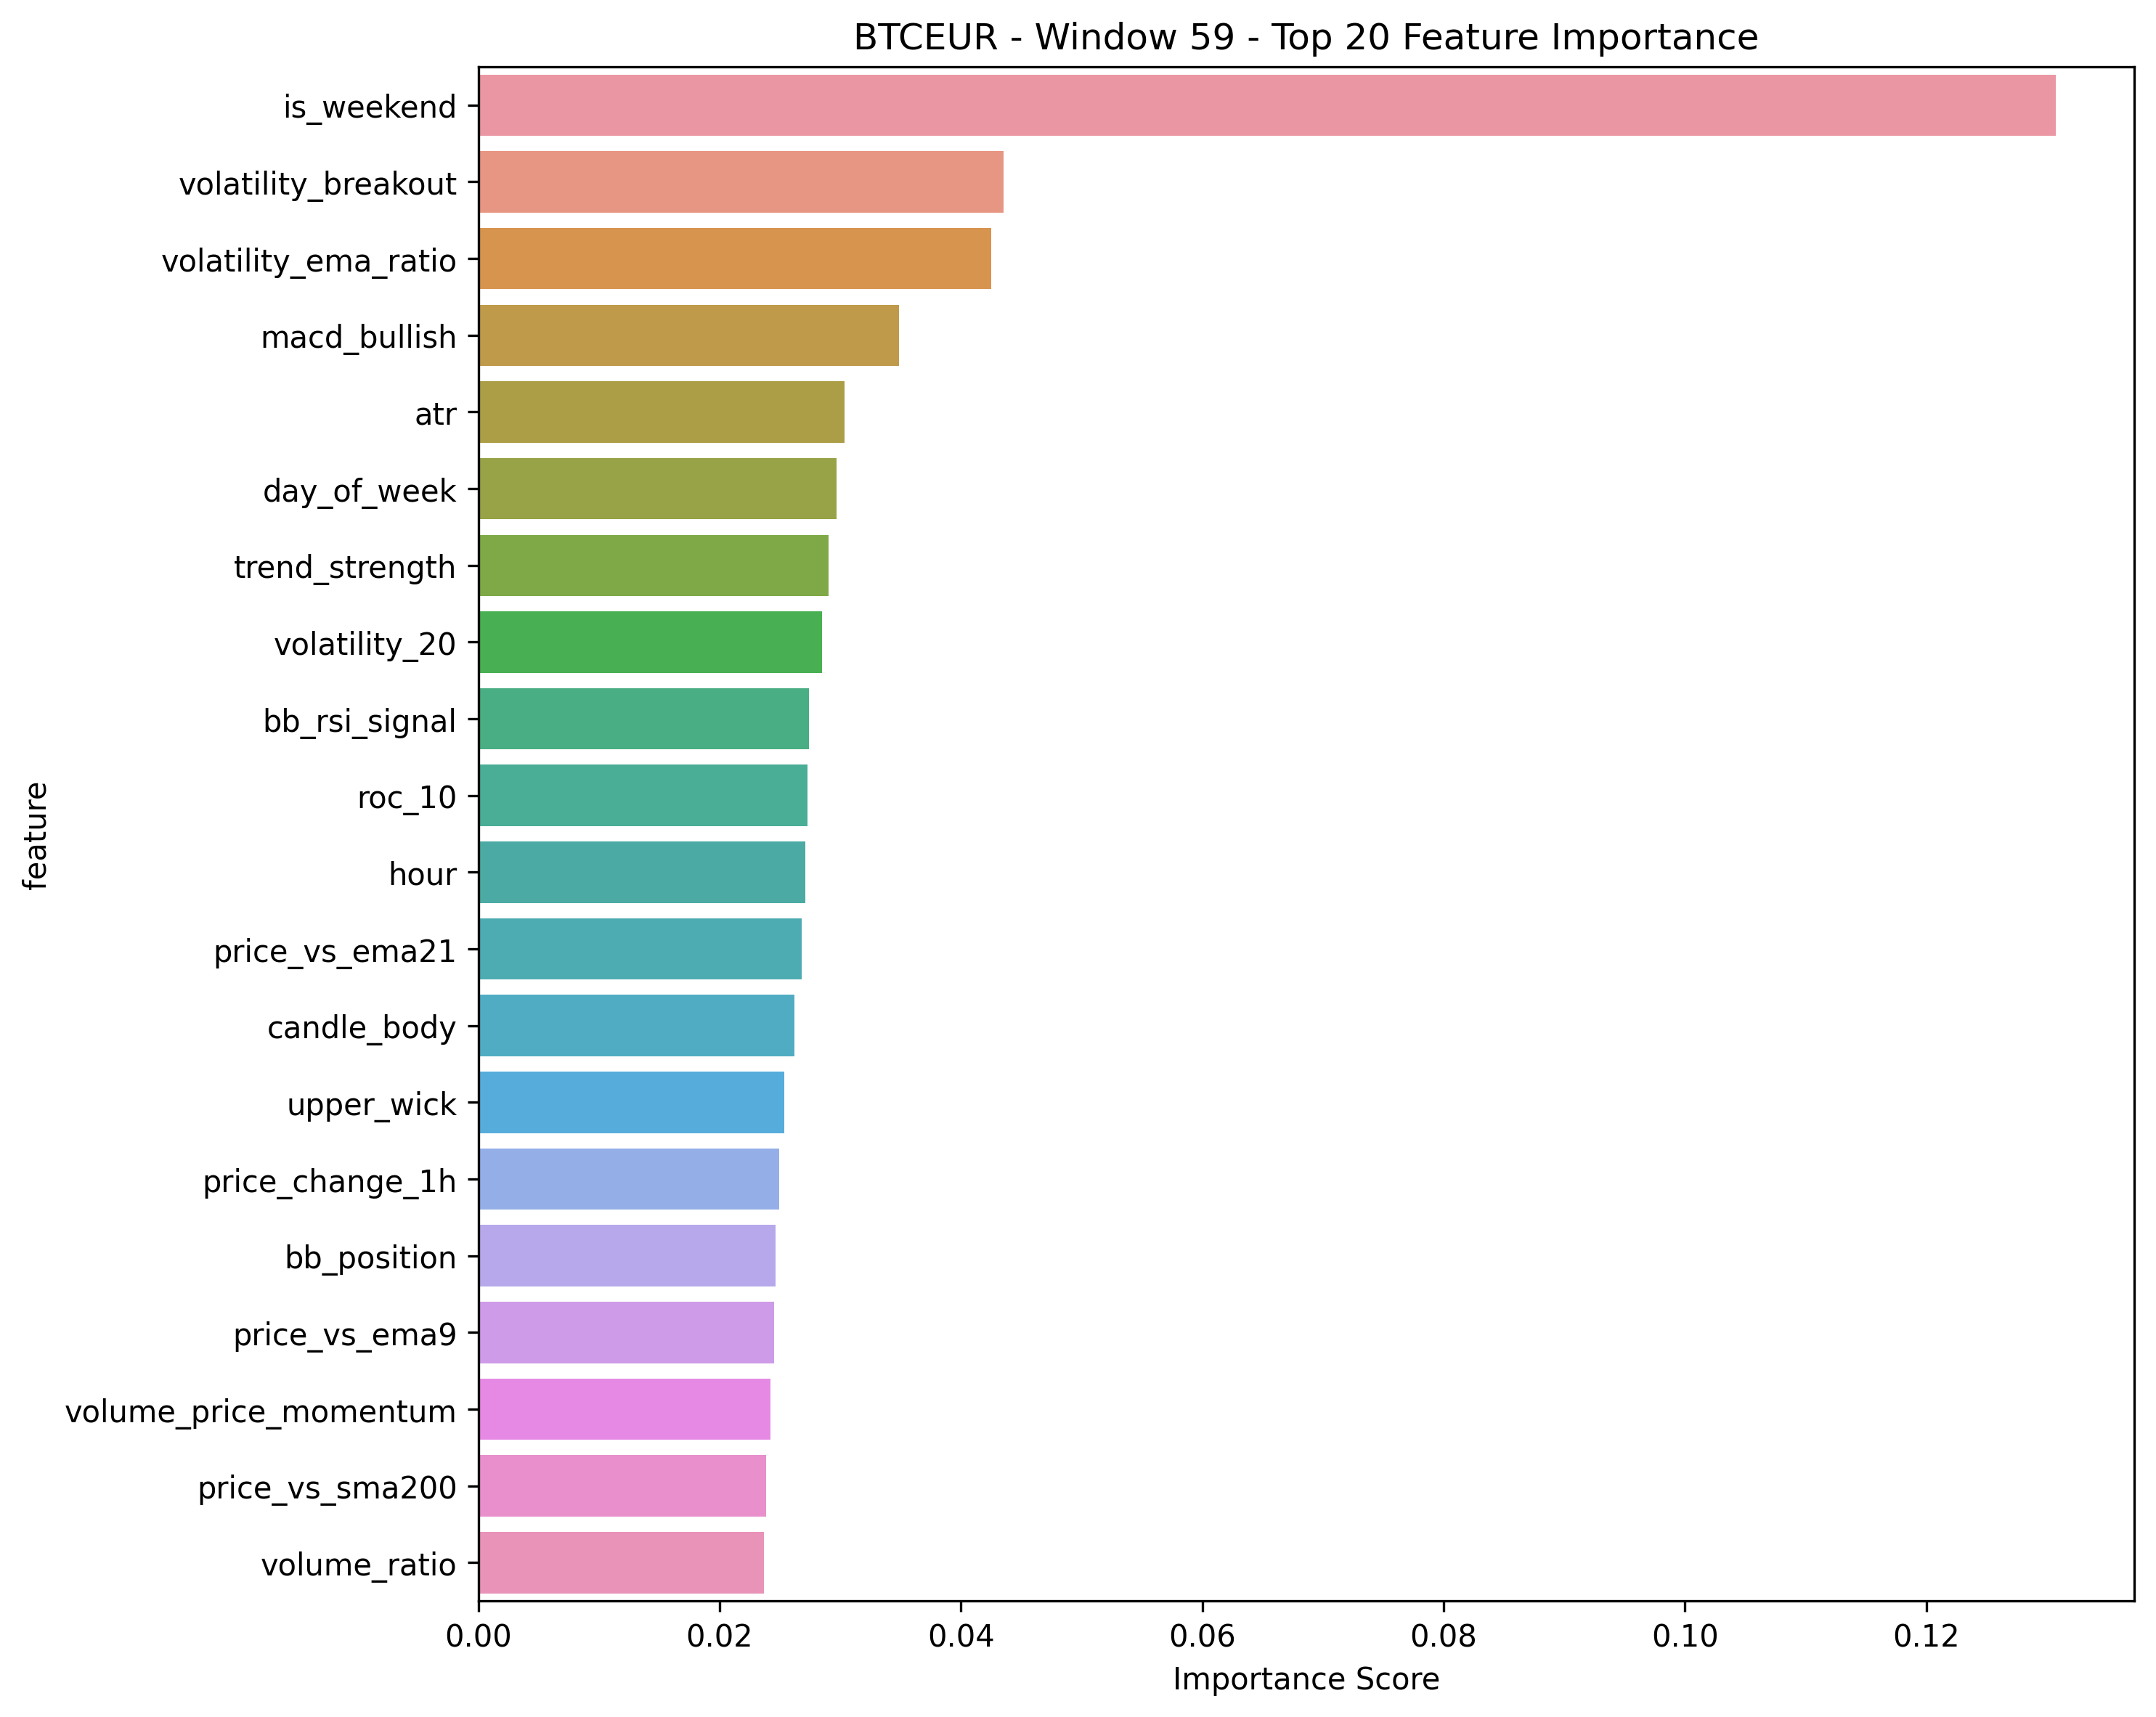 BTCEUR - Window 59 - Top 20 Feature Importance
is_weekend
volatility_breakout
volatility_ema_ratio
macd_bullish
atr
day_of_week
trend_strength
volatility_20
bb_rsi_signal
roc_10
hour
price_vs_ema21
candle_body
upper_wick
price_change_1h
bb_position
price_vs_ema9
volume_price_momentum
price_vs_sma200
volume_ratio
feature
0.00 0.02 0.04 0.06 0.08 0.10 0.12
Importance Score